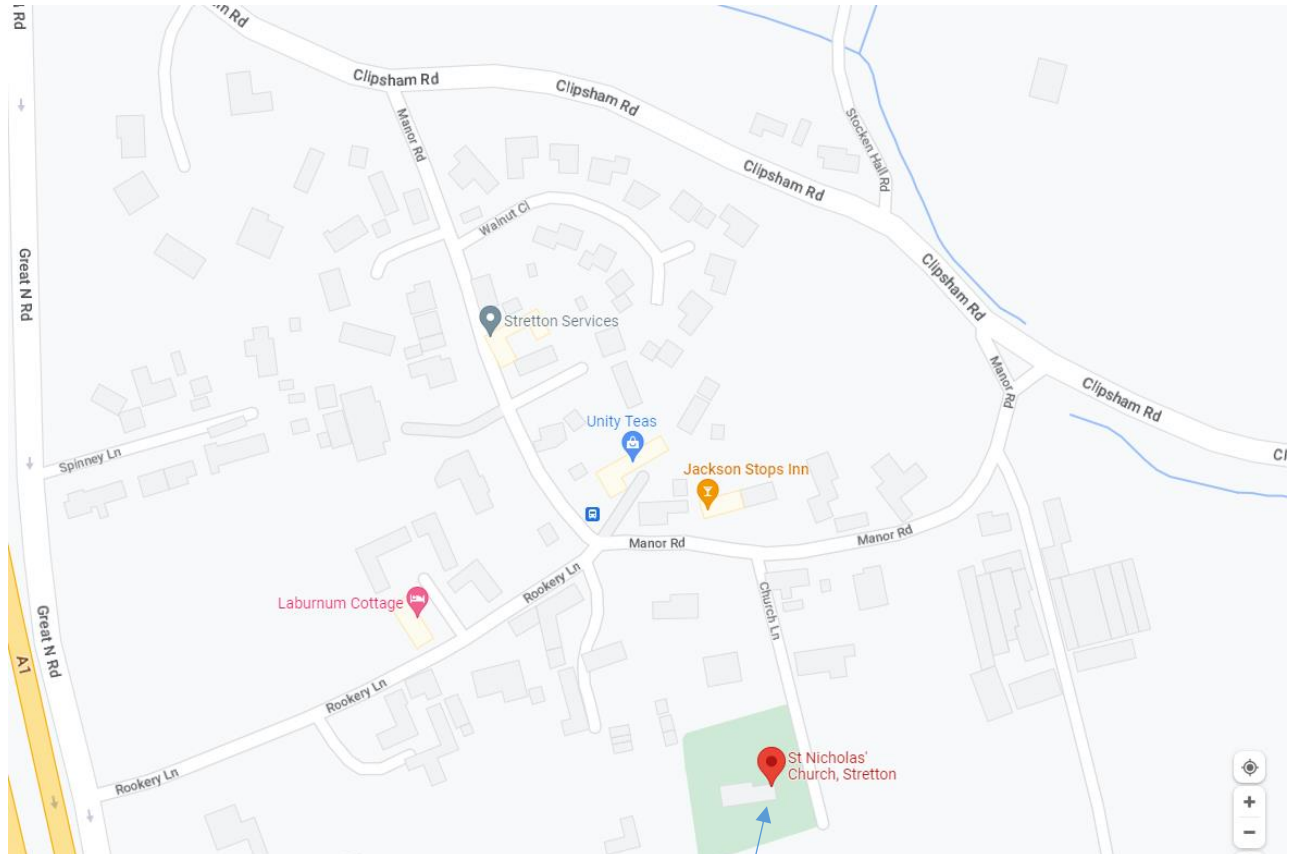 l Rd
n Rd
Clipsham Rd
Clipsham Rd
Manor Rd
Stocken Hall Rd
Clipsham Rd
Walnut Cl
Great N Rd
Clipsham Rd
Stretton Services
Manor Rd
Clipsham Rd
Unity Teas
Cl
Spinney Ln
Jackson Stops Inn
Manor Rd
Manor Rd
Rookery Ln
Laburnum Cottage
Church Ln
Great N Rd
A1
Rookery Ln
St Nicholas'
Church, Stretton
Rookery Ln